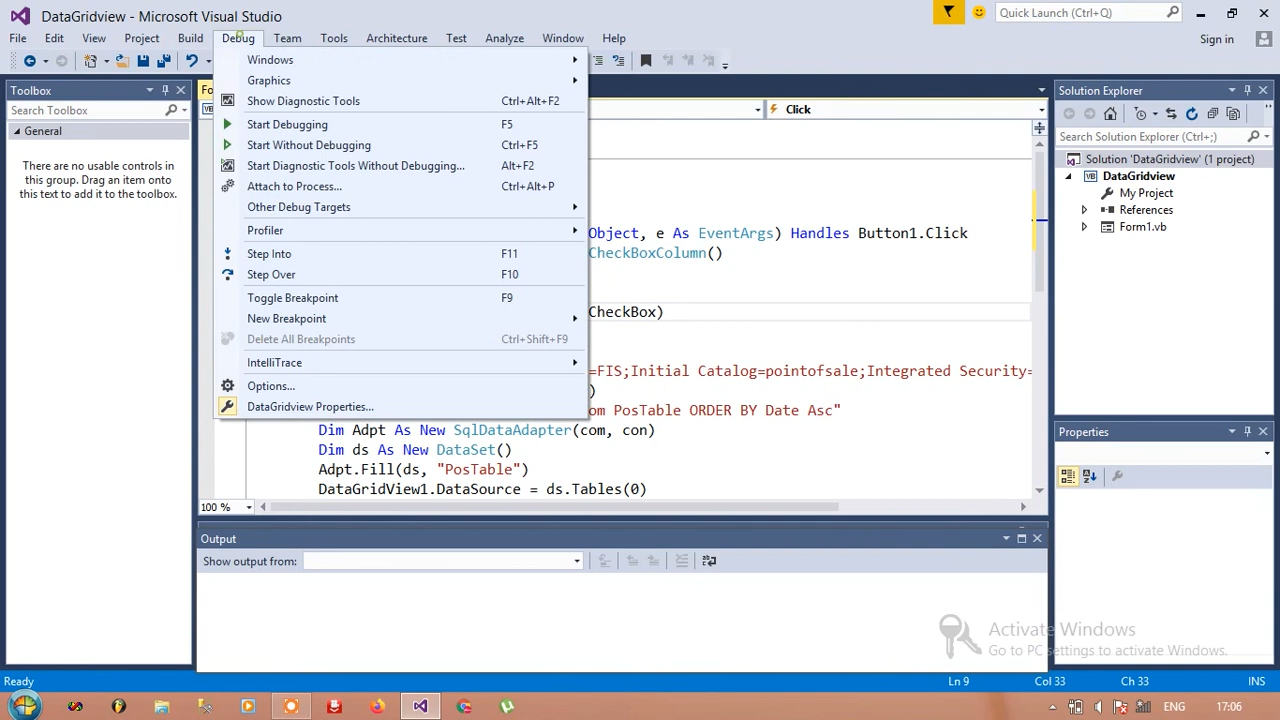 DataGridview - Microsoft Visual Studio
Quick Launch (Ctrl+Q)
File Edit View Project Build Debug Team Tools Architecture Test Analyze Window Help
Sign in
Toolbox
Search Toolbox
General
There are no usable controls in
this group. Drag an item onto
this text to add it to the toolbox.
Windows
Graphics
Show Diagnostic Tools Ctrl+Alt+F2
Start Debugging F5
Start Without Debugging Ctrl+F5
Start Diagnostic Tools Without Debugging... Alt+F2
Attach to Process... Ctrl+Alt+P
Other Debug Targets
Profiler
Step Into F11
Step Over F10
Toggle Breakpoint F9
New Breakpoint
Delete All Breakpoints Ctrl+Shift+F9
IntelliTrace
Options...
DataGridview Properties...
Fo
Click
Object, e As EventArgs) Handles Button1.Click
CheckBoxColumn()
CheckBox)
=FIS;Initial Catalog=pointofsale;Integrated Security=
)
om PosTable ORDER BY Date Asc"
Dim Adpt As New SqlDataAdapter(com, con)
Dim ds As New DataSet()
Adpt.Fill(ds, "PosTable")
DataGridView1.DataSource = ds.Tables(0)
100 %
Output
Show output from:
Solution Explorer
Search Solution Explorer (Ctrl+;)
Solution 'DataGridview' (1 project)
VB DataGridview
My Project
References
VB Form1.vb
Properties
Activate Windows
Go to PC settings to activate Windows.
Ready Ln 9 Col 33 Ch 33 INS
ENG 17:06